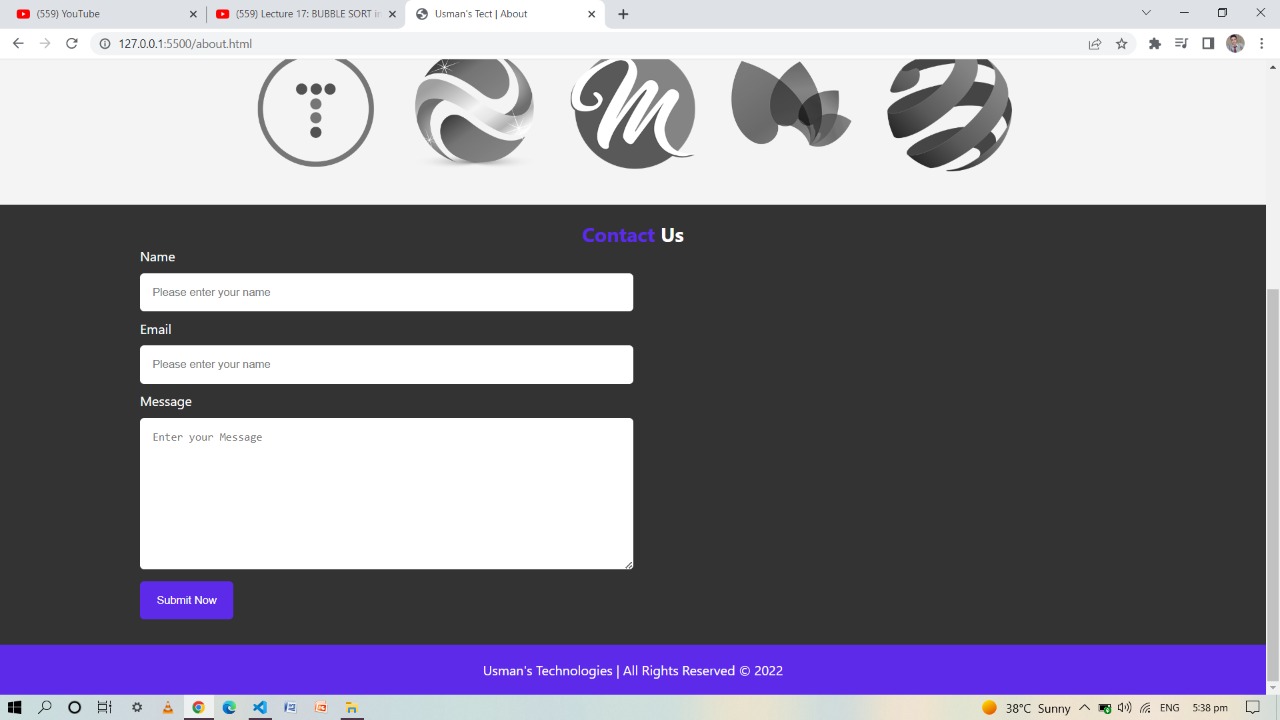 (559) YouTube
(559) Lecture 17: BUBBLE SORT in
Usman's Tect | About
127.0.0.1:5500/about.html
Contact Us
Name
Please enter your name
Email
Please enter your name
Message
Enter your Message
Submit Now
Usman's Technologies | All Rights Reserved © 2022
38°C Sunny
ENG
5:38 pm